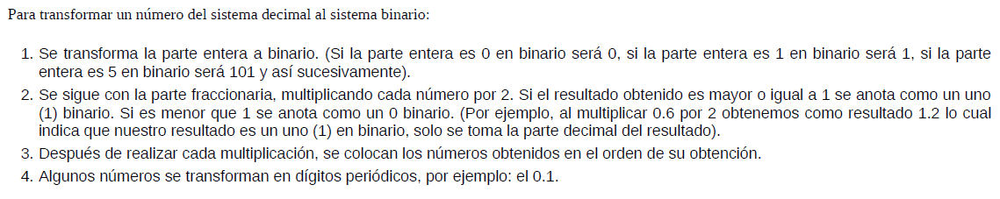 Para transformar un número del sistema decimal al sistema binario:
1. Se transforma la parte entera a binario. (Si la parte entera es 0 en binario será 0, si la parte entera es 1 en binario será 1, si la parte
entera es 5 en binario será 101 y así sucesivamente).
2. Se sigue con la parte fraccionaria, multiplicando cada número por 2. Si el resultado obtenido es mayor o igual a 1 se anota como un uno
(1) binario. Si es menor que 1 se anota como un 0 binario. (Por ejemplo, al multiplicar 0.6 por 2 obtenemos como resultado 1.2 lo cual
indica que nuestro resultado es un uno (1) en binario, solo se toma la parte decimal del resultado).
3. Después de realizar cada multiplicación, se colocan los números obtenidos en el orden de su obtención.
4. Algunos números se transforman en dígitos periódicos, por ejemplo: el 0.1.